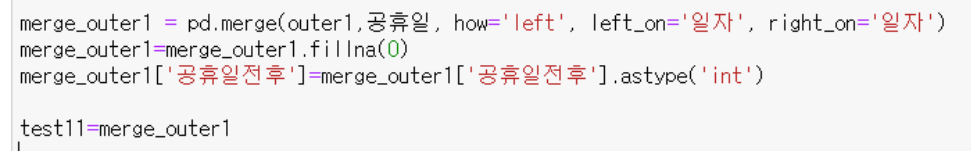 merge_outer1 = pd.merge(outer1,공휴일, how='left', left_on='일자', right_on='일자')
merge_outer1=merge_outer1.fillna(0)
merge_outer1['공휴일전후']=merge_outer1['공휴일전후'].astype('int')
test11=merge_outer1